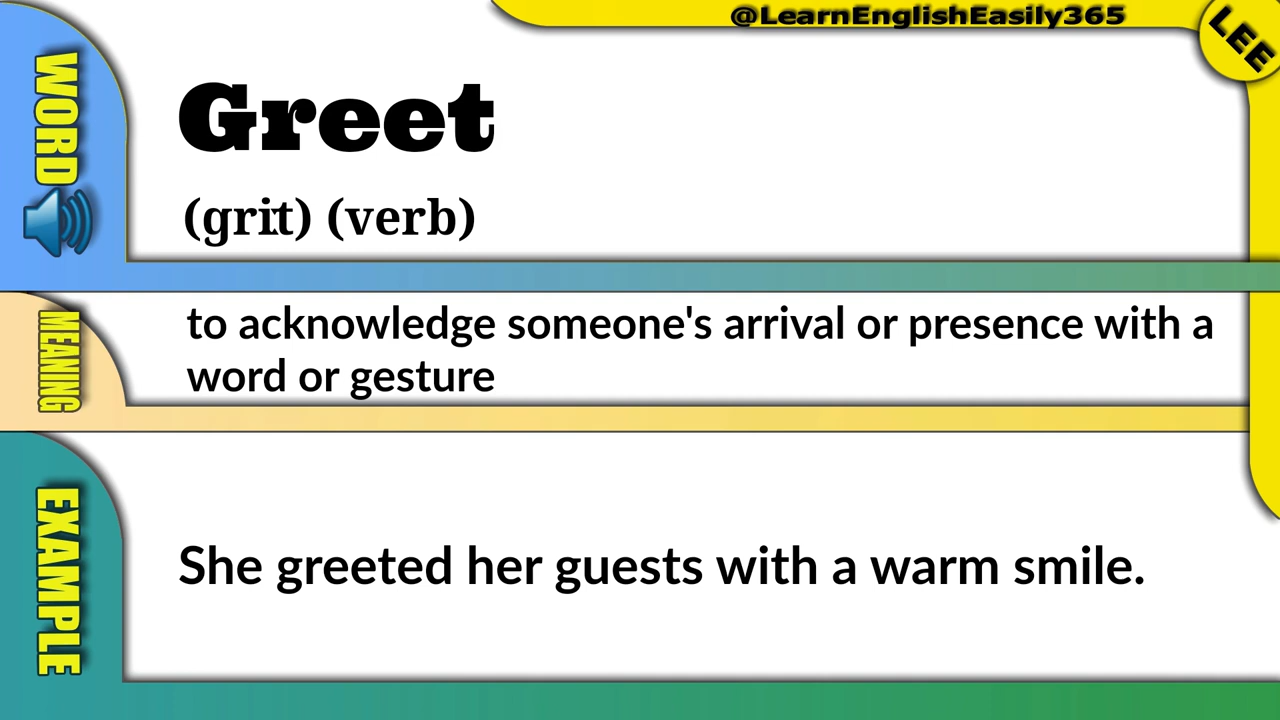 @LearnEnglishEasily365
LEE
WORD
Greet
(grit) (verb)
MEANING
to acknowledge someone's arrival or presence with a
word or gesture
EXAMPLE
She greeted her guests with a warm smile.